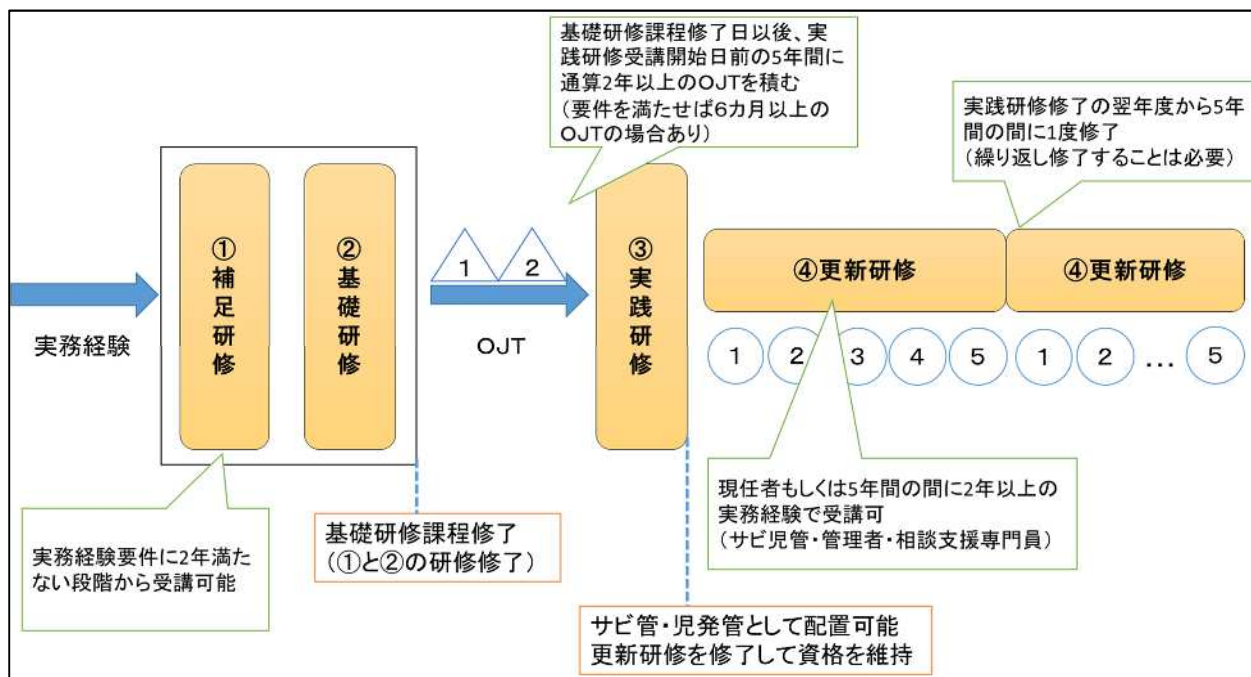 基礎研修課程修了日以後、実
践研修受講開始日前の5年間に
通算2年以上のOJTを積む
（要件を満たせば6カ月以上の
OJTの場合あり）
実践研修修了の翌年度から5年
間の間に1度修了
（繰り返し修了することは必要）
実務経験
①補足研修
②基礎研修
1
2
OJT
③実践研修
④更新研修
④更新研修
1
2
3
4
5
1
2
…
5
実務経験要件に2年満た
ない段階から受講可能
基礎研修課程修了
（①と②の研修修了）
現任者もしくは5年間の間に2年以上の
実務経験で受講可
（サビ児管・管理者・相談支援専門員）
サビ管・児発管として配置可能
更新研修を修了して資格を維持